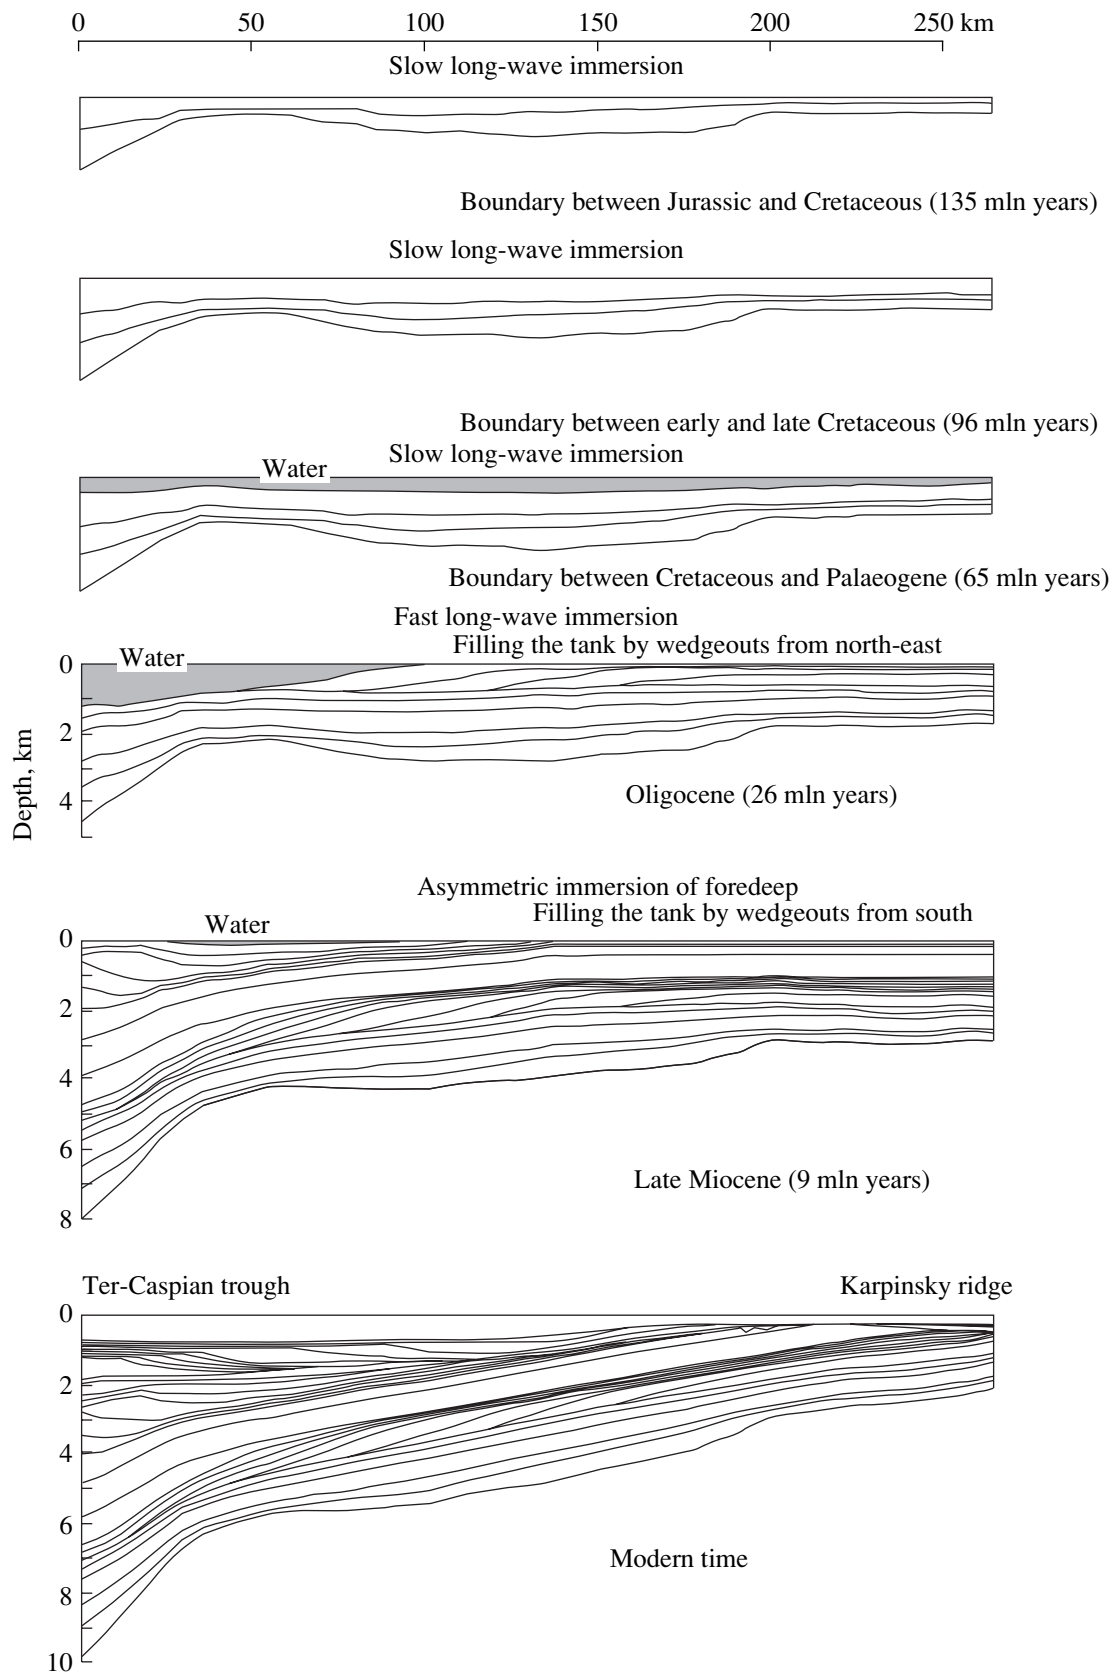 0 50 100 150 200 250 km
Slow long-wave immersion
Boundary between Jurassic and Cretaceous (135 mln years)
Slow long-wave immersion
Boundary between early and late Cretaceous (96 mln years)
Slow long-wave immersion
Water
Boundary between Cretaceous and Palaeogene (65 mln years)
Fast long-wave immersion
Filling the tank by wedgeouts from north-east
Water
0
2
4
Depth, km
Oligocene (26 mln years)
Asymmetric immersion of foredeep
Filling the tank by wedgeouts from south
Water
0
2
4
6
8
Late Miocene (9 mln years)
Ter-Caspian trough
Karpinsky ridge
0
2
4
6
8
10
Modern time